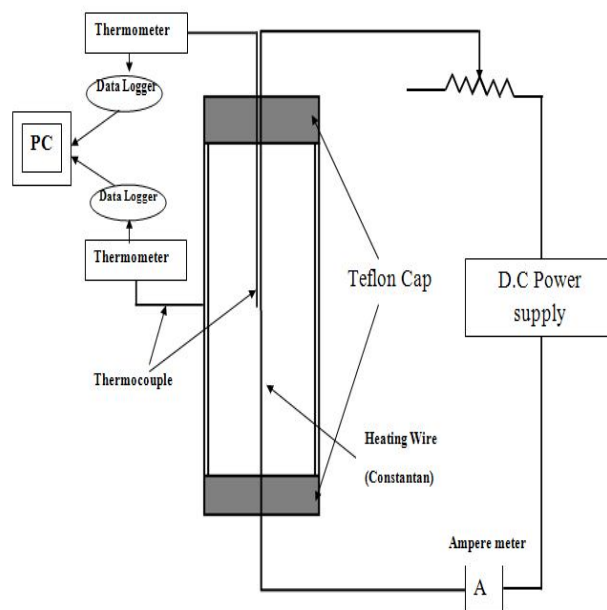 Thermometer
Data Logger
PC
Data Logger
Thermometer
Teflon Cap
D.C Power
supply
Thermocouple
Heating Wire
(Constantan)
Ampere meter
A